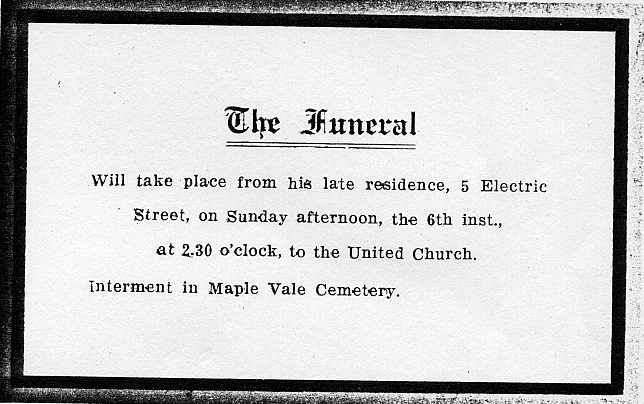 The Funeral
Will take place from his late residence, 5 Electric
Street, on Sunday afternoon, the 6th inst.,
at 2.30 o'clock, to the United Church.
Interment in Maple Vale Cemetery.